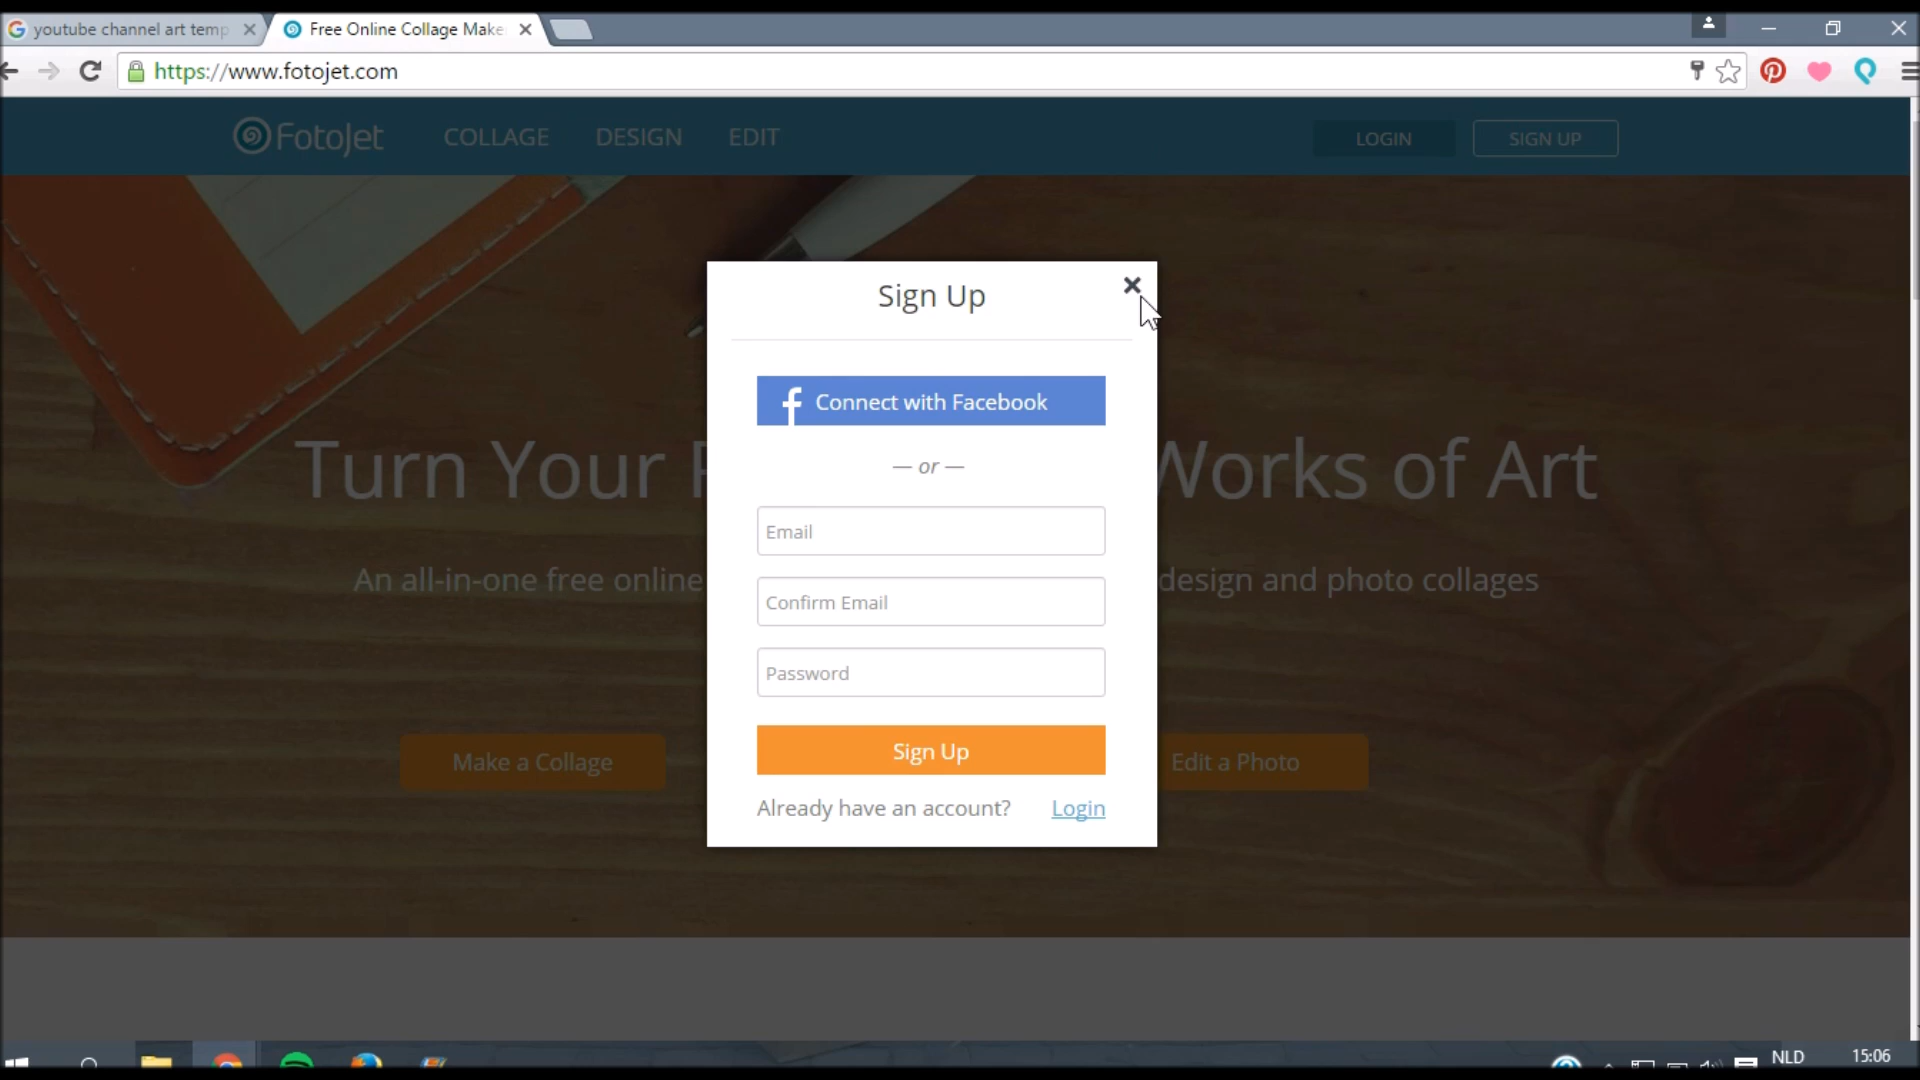 youtube channel art temp
Free Online Collage Make
https://www.fotojet.com
FotoJet
COLLAGE
DESIGN
EDIT
LOGIN
SIGN UP
Sign Up
Connect with Facebook
— or —
Turn Your
Works of Art
Email
An all-in-one free online
design and photo collages
Confirm Email
Password
Sign Up
Make a Collage
Edit a Photo
Already have an account? Login
NLD
15:06